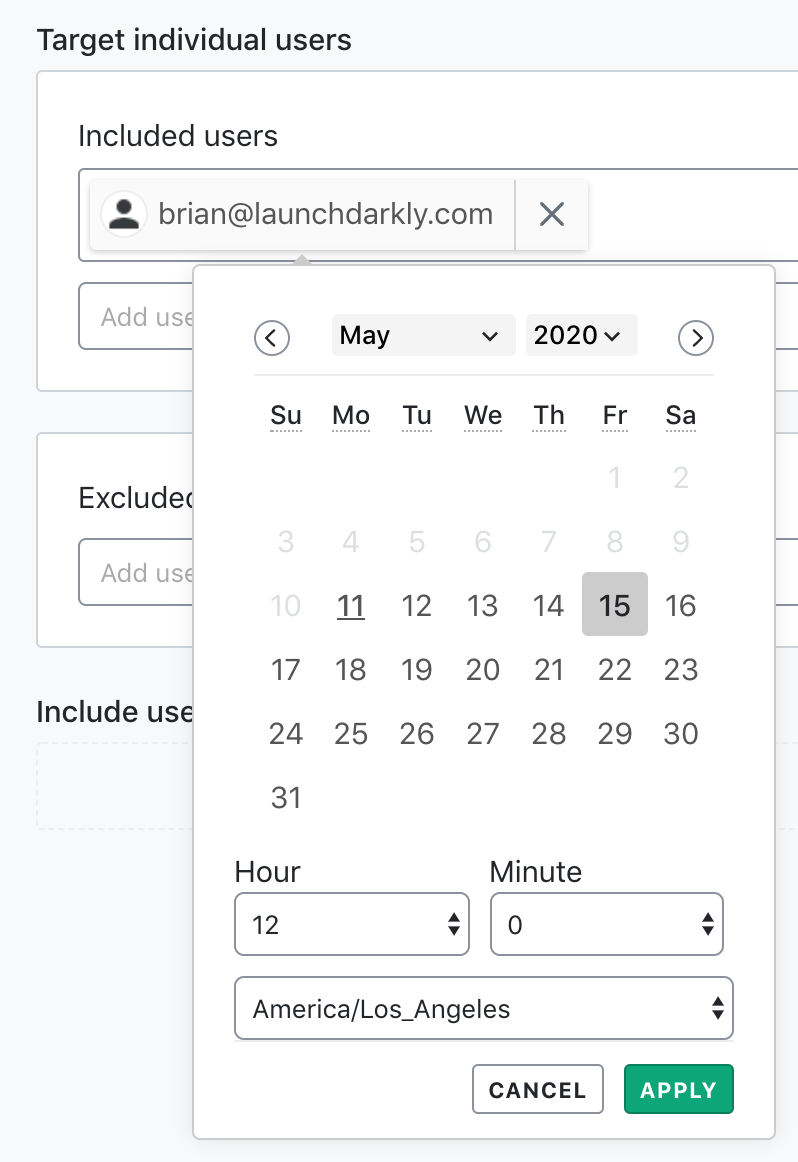 Target individual users
Included users
brian@launchdarkly.com
Add use
May 2020
Su Mo Tu We Th Fr Sa
1 2
3 4 5 6 7 8 9
10 11 12 13 14 15 16
17 18 19 20 21 22 23
24 25 26 27 28 29 30
31
Excluded
Add use
Include use
Hour Minute
12 0
America/Los_Angeles
CANCEL APPLY